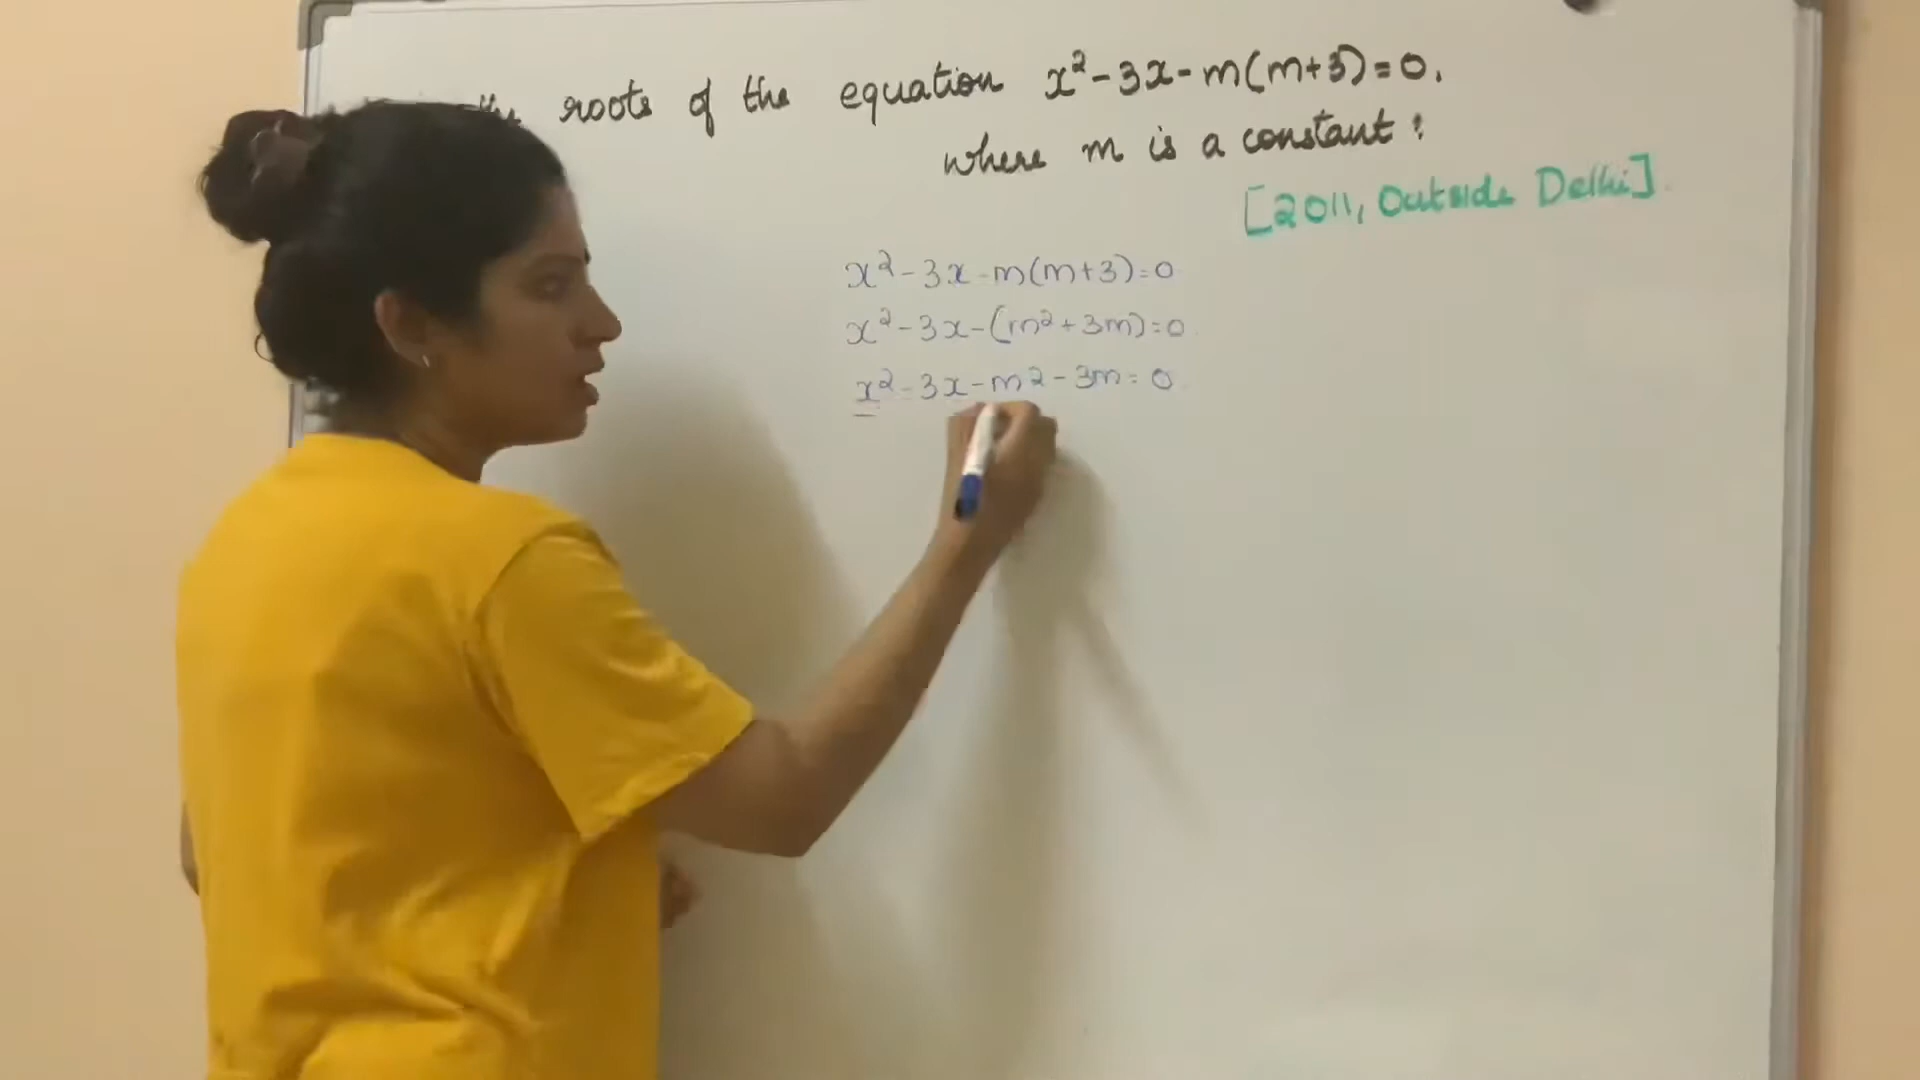 roots of the equation x² - 3x - m(m+3) = 0.
where m is a constant :
[2011, Outside Delhi]
x² - 3x - m(m+3) = 0
x² - 3x - (m² + 3m) = 0
x² - 3x - m² - 3m = 0